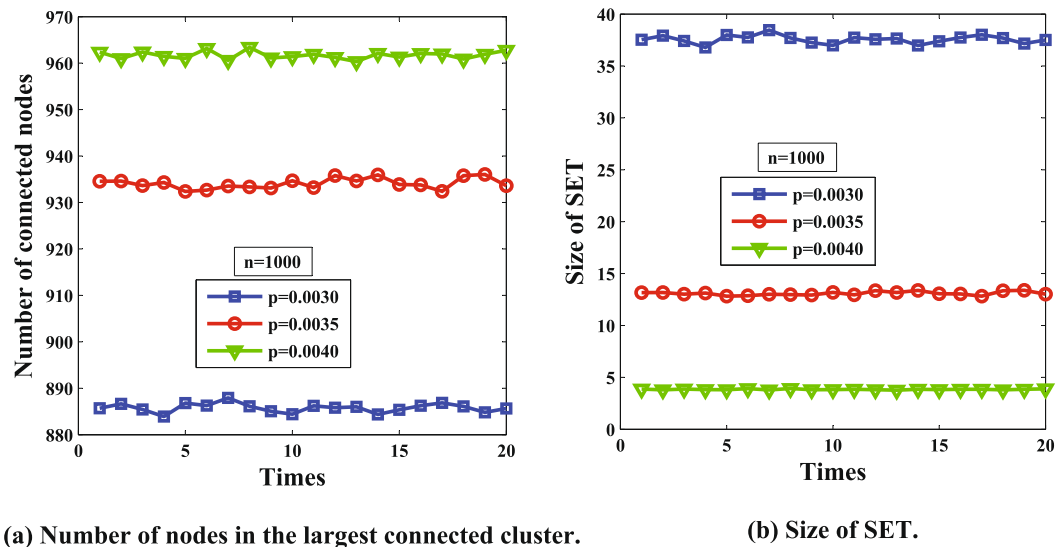 970
960
950
940
930
920
910
900
890
880
Number of connected nodes
n=1000
p=0.0030
p=0.0035
p=0.0040
0 5 10 15 20
Times
(a) Number of nodes in the largest connected cluster.
40
35
30
25
20
15
10
5
0
Size of SET
n=1000
p=0.0030
p=0.0035
p=0.0040
0 5 10 15 20
Times
(b) Size of SET.